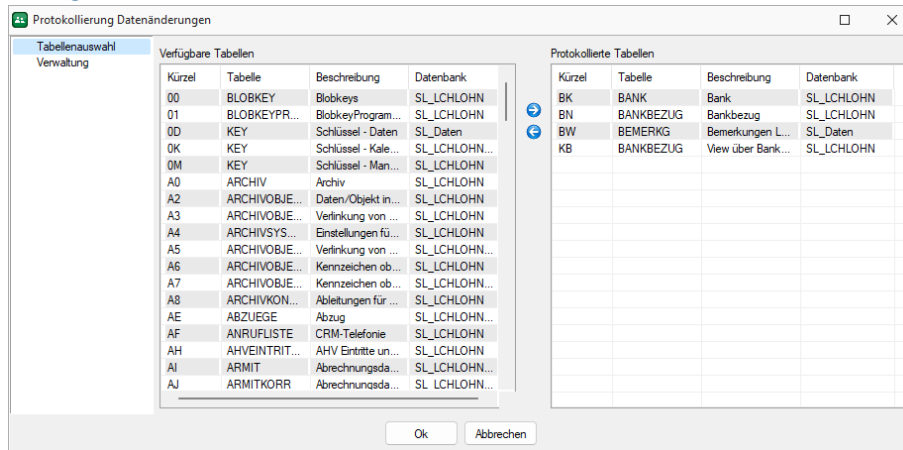 Protokollierung Datenänderungen
Tabellenauswahl
Verwaltung
Verfügbare Tabellen
Kürzel Tabelle Beschreibung Datenbank
00 BLOBKEY Blobkeys SL_LCHLOHN
01 BLOBKEYPR... BlobkeyProgram... SL_LCHLOHN
0D KEY Schlüssel - Daten SL_Daten
0K KEY Schlüssel - Kale... SL_LCHLOHN...
0M KEY Schlüssel - Man... SL_LCHLOHN
A0 ARCHIV Archiv SL_LCHLOHN
A2 ARCHIVOBJE... Daten/Objekt in... SL_LCHLOHN
A3 ARCHIVOBJE... Verlinkung von ... SL_LCHLOHN
A4 ARCHIVSYS... Einstellungen fü... SL_LCHLOHN
A5 ARCHIVOBJE... Verlinkung von ... SL_LCHLOHN...
A6 ARCHIVOBJE... Kennzeichen ob... SL_LCHLOHN
A7 ARCHIVOBJE... Kennzeichen ob... SL_LCHLOHN
A8 ARCHIVKON... Ableitungen für ... SL_LCHLOHN
AE ABZUEGE Abzug SL_LCHLOHN...
AF ANRUFLISTE CRM-Telefonie SL_LCHLOHN
AH AHVEINTRIT... AHV Eintritte un... SL_LCHLOHN
AI ARMIT Abrechnungsda... SL_LCHLOHN...
AJ ARMITKORR Abrechnungsda... SL_LCHLOHN...
Protokollierte Tabellen
Kürzel Tabelle Beschreibung Datenbank
BK BANK Bank SL_LCHLOHN
BN BANKBEZUG Bankbezug SL_LCHLOHN
BW BEMERKG Bemerkungen L... SL_Daten
KB BANKBEZUG View über Bank... SL_LCHLOHN
Ok Abbrechen